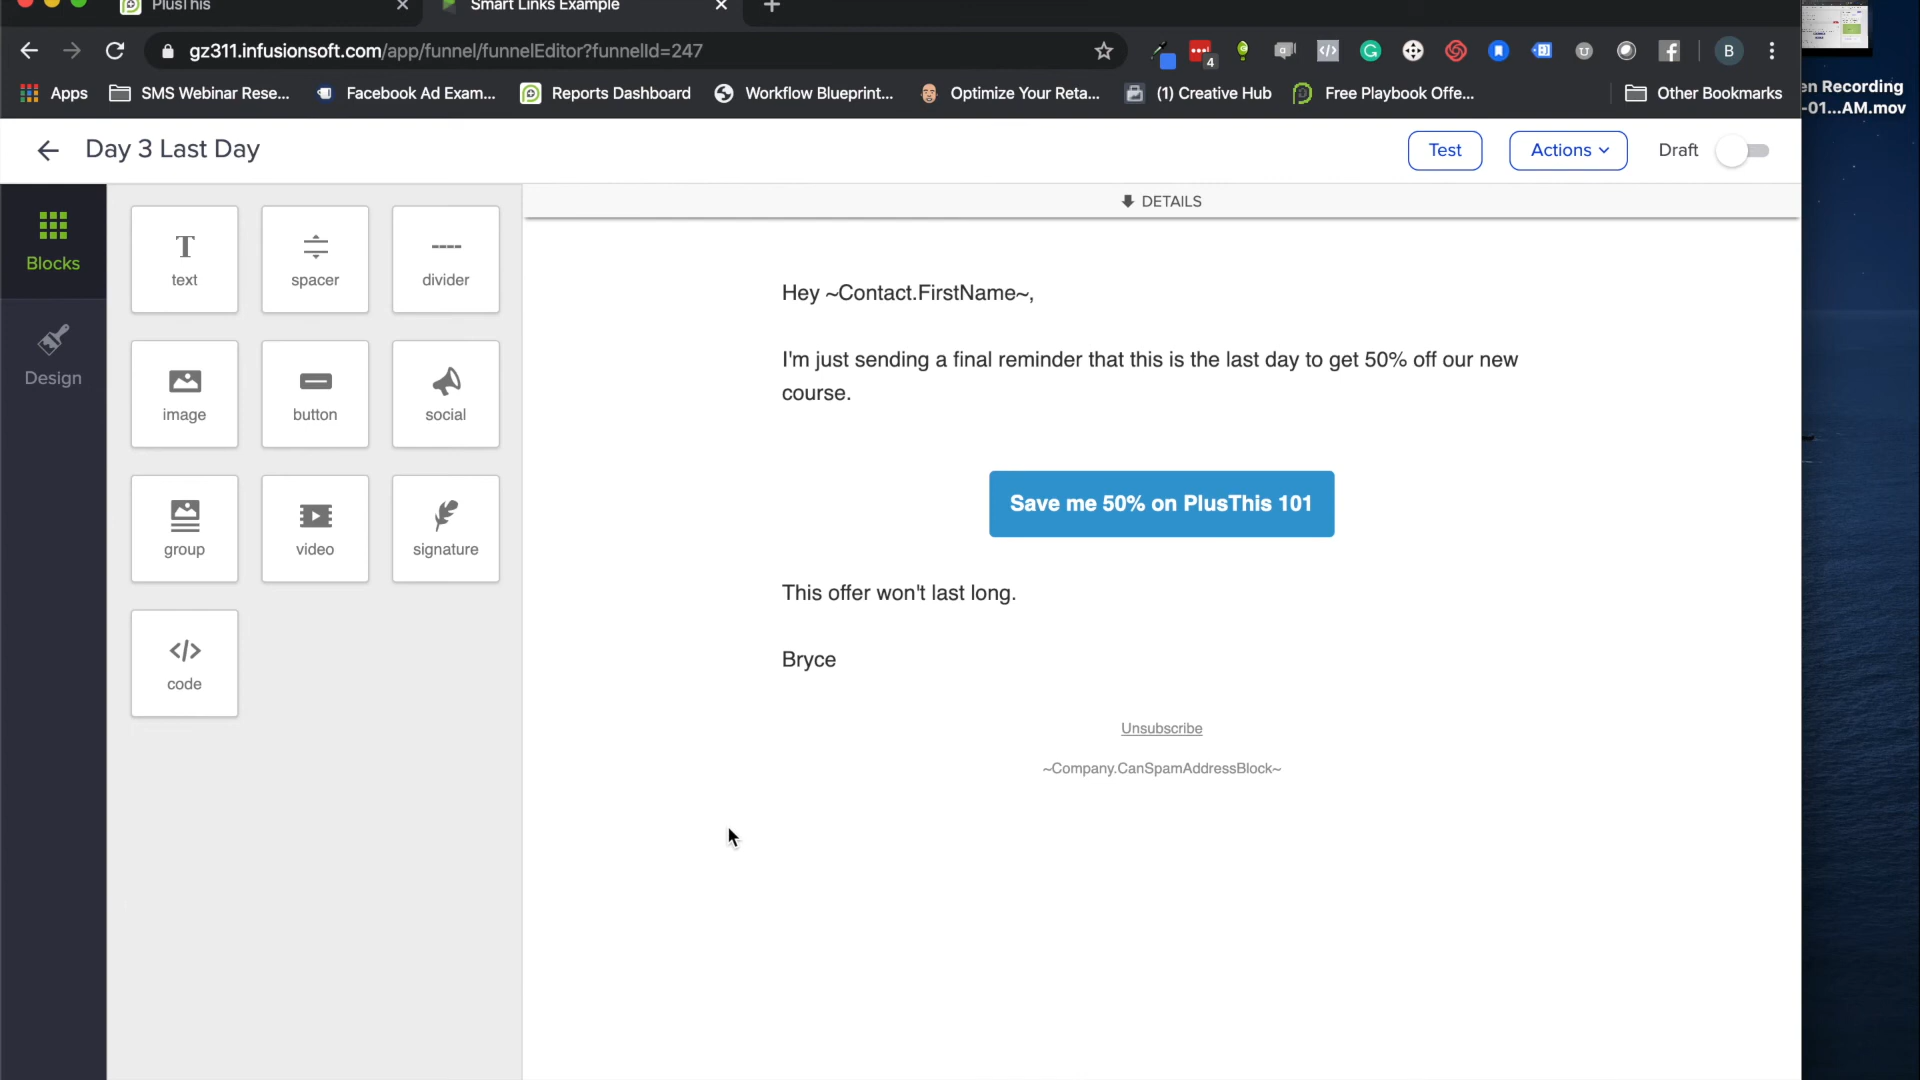 PlusThis
Smart Links Example
gz311.infusionsoft.com/app/funnel/funnelEditor?funnelId=247
4
B
Apps
SMS Webinar Rese...
Facebook Ad Exam...
Reports Dashboard
Workflow Blueprint...
Optimize Your Reta...
(1) Creative Hub
Free Playbook Offe...
Other Bookmarks
en Recording
-01...AM.mov
Day 3 Last Day
Test
Actions
Draft
Blocks
Design
text
spacer
divider
image
button
social
group
video
signature
code
DETAILS
Hey ~Contact.FirstName~,
I'm just sending a final reminder that this is the last day to get 50% off our new
course.
Save me 50% on PlusThis 101
This offer won't last long.
Bryce
Unsubscribe
~Company.CanSpamAddressBlock~